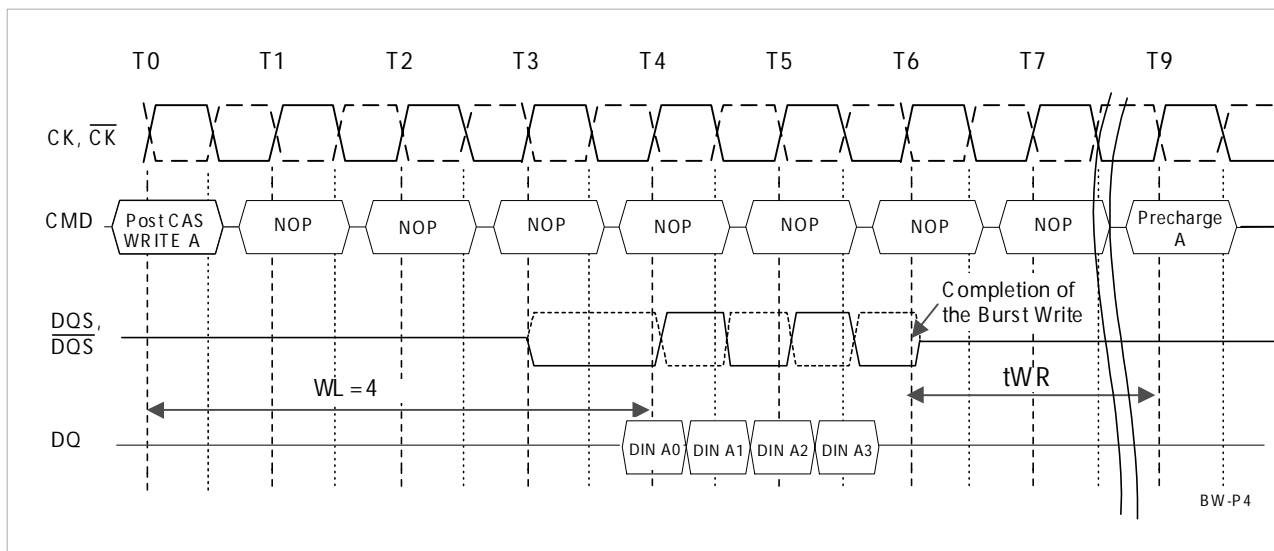 T0 T1 T2 T3 T4 T5 T6 T7 T9
CK, CK
CMD
Post CAS
WRITE A
NOP NOP NOP NOP NOP NOP NOP
Precharge
A
DQS,
DQS
Completion of
the Burst Write
WL = 4
tWR
DQ
DIN A0 DIN A1 DIN A2 DIN A3
BW-P4